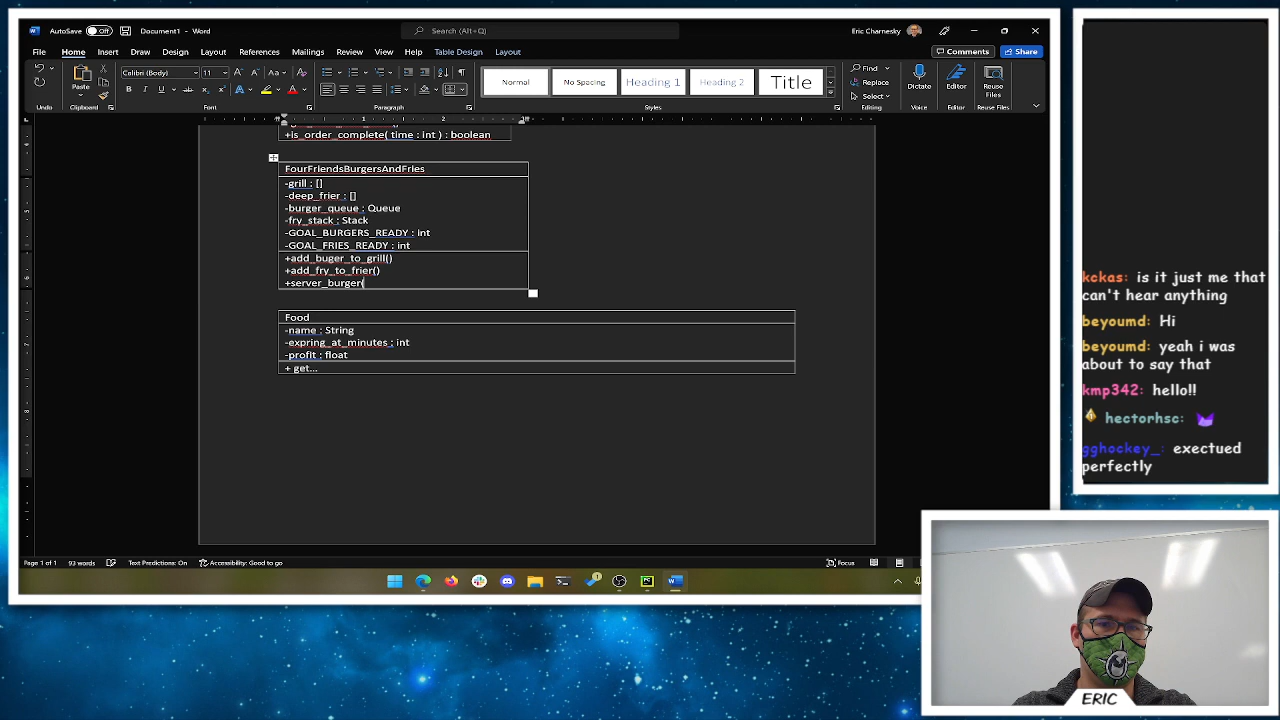 AutoSave
Off
Document1 - Word
Search (Alt+Q)
Eric Charnesky
File Home Insert Draw Design Layout References Mailings Review View Help Table Design Layout
Comments Share
Calibri (Body) 11
Paste
Normal
No Spacing
Heading 1
Heading 2
Title
Find
Replace
Select
Dictate
Editor
Reuse
Files
Undo Clipboard Font Paragraph Styles Editing Voice Editor Reuse Files
1 2 3 4
+is_order_complete( time : int ) : boolean
FourFrIendsBurgersAndFrIes
-grill : []
-deep_frier : []
-burger_queue : Queue
-fry_stack : Stack
-GOAL_BURGERS_READY : int
-GOAL_FRIES_READY : int
+add_buger_to_grill()
+add_fry_to_frier()
+server_burger(
Food
-name : String
-expring_at_minutes : int
-profit : float
+ get...
Page 1 of 1 93 words Text Predictions: On Accessibility: Good to go Focus
kckas: is it just me that
can't hear anything
beyoumd: Hi
beyoumd: yeah i was
about to say that
kmp342: hello!!
hectorhsc:
gghockey_: exectued
perfectly
ERIC